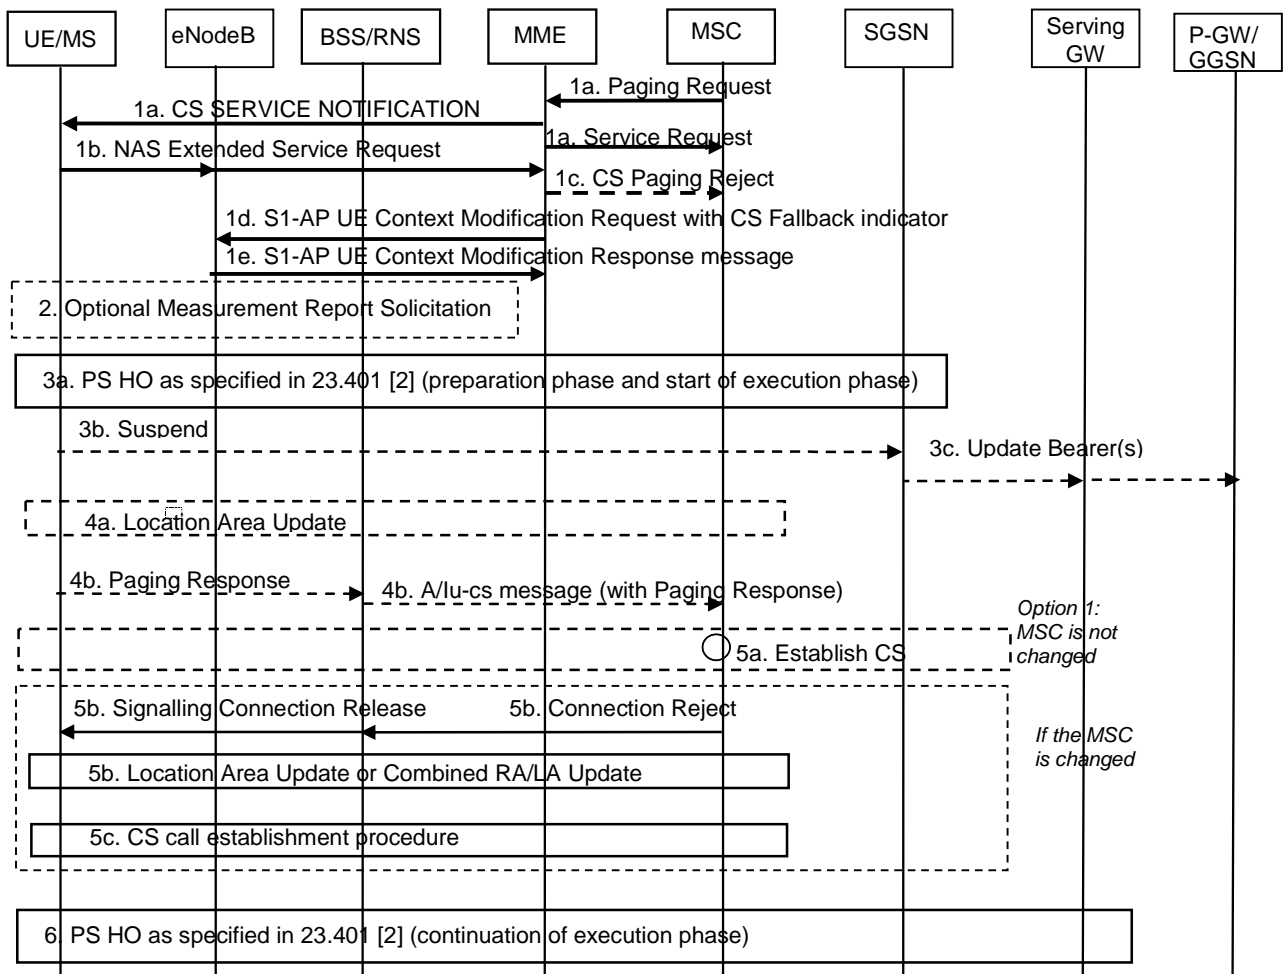 UE/MS
eNodeB
BSS/RNS
MME
MSC
SGSN
Serving
GW
P-GW/
GGSN
1a. Paging Request
1a. CS SERVICE NOTIFICATION
1a. Service Request
1b. NAS Extended Service Request
1c. CS Paging Reject
1d. S1-AP UE Context Modification Request with CS Fallback indicator
1e. S1-AP UE Context Modification Response message
2. Optional Measurement Report Solicitation
3a. PS HO as specified in 23.401 [2] (preparation phase and start of execution phase)
3b. Suspend
3c. Update Bearer(s)
4a. Location Area Update
4b. Paging Response
4b. A/Iu-cs message (with Paging Response)
Option 1:
MSC is not
changed
5a. Establish CS
5b. Signalling Connection Release
5b. Connection Reject
If the MSC
is changed
5b. Location Area Update or Combined RA/LA Update
5c. CS call establishment procedure
6. PS HO as specified in 23.401 [2] (continuation of execution phase)